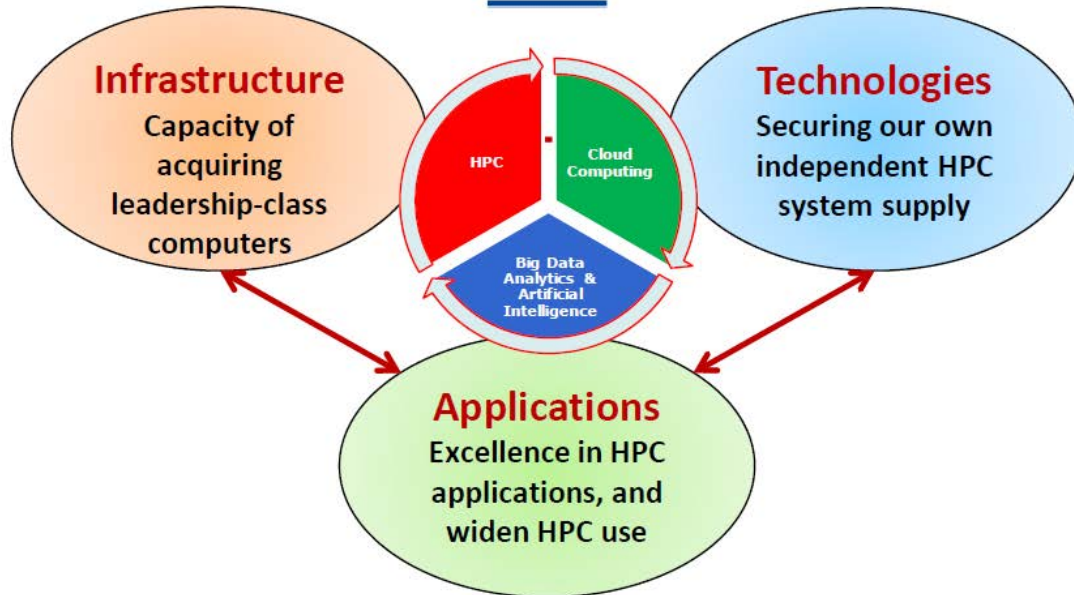 Infrastructure
Capacity of
acquiring
leadership-class
computers
HPC
Cloud
Computing
Big Data
Analytics &
Artificial
Intelligence
Technologies
Securing our own
independent HPC
system supply
Applications
Excellence in HPC
applications, and
widen HPC use